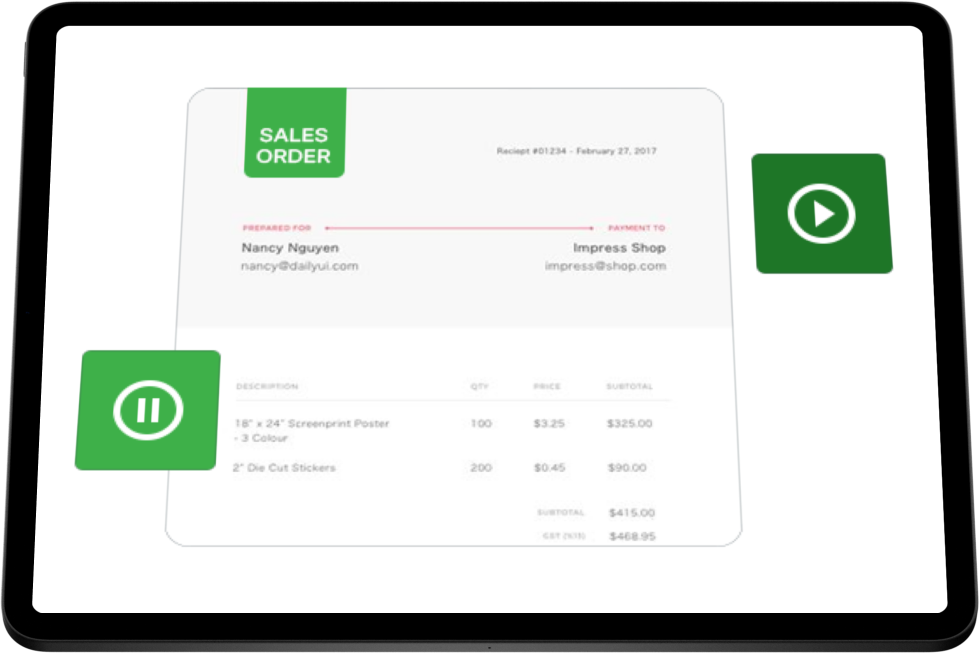 SALES
ORDER
Reciept #01234 - February 27, 2017
PREPARED FOR
PAYMENT TO
Nancy Nguyen
Impress Shop
nancy@dailyui.com
impress@shop.com
DESCRIPTION QTY PRICE SUBTOTAL
18" x 24" Screenprint Poster 100 $3.25 $325.00
- 3 Colour
2" Die Cut Stickers 200 $0.45 $90.00
SUBTOTAL $415.00
GST (%13) $468.95